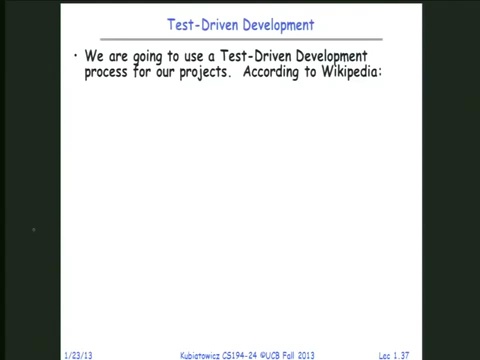 Test-Driven Development
• We are going to use a Test-Driven Development
process for our projects. According to Wikipedia:
1/23/13
Kubiatowicz CS194-24 ©UCB Fall 2013
Lec 1.37